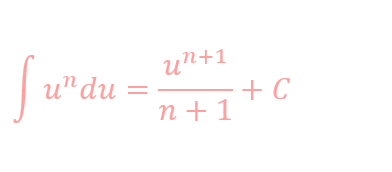 ∫ uⁿ du = uⁿ⁺¹ / n + 1 + C